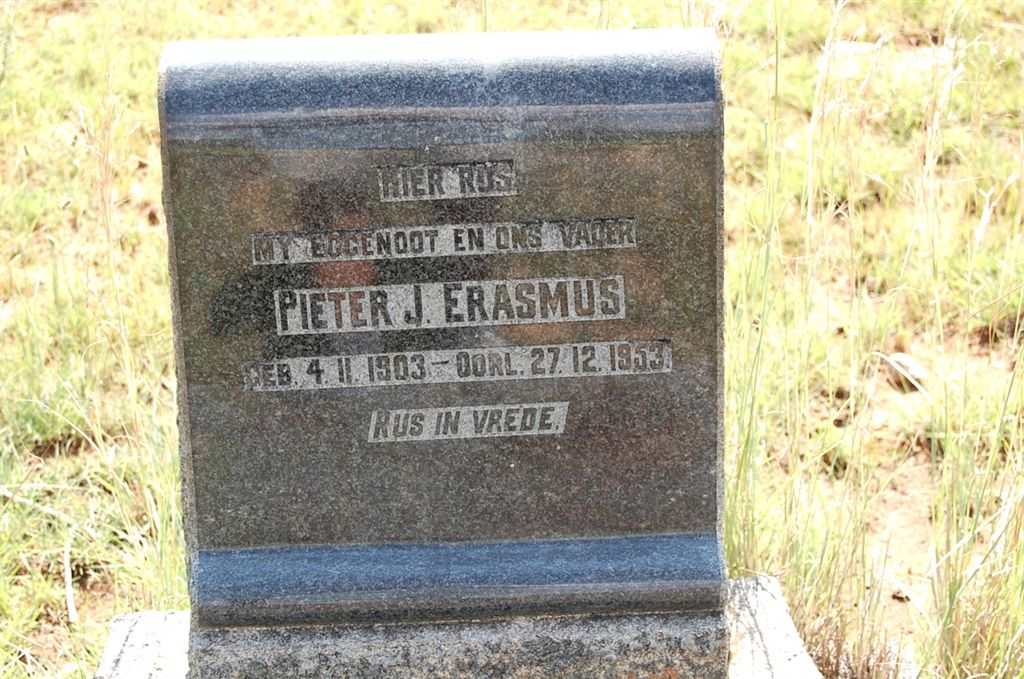 HIER RUS
MY EGGENOOT EN ONS VADER
PIETER J. ERASMUS
GEB. 4. 11. 1903 – OORL. 27. 12. 1953.
RUS IN VREDE.